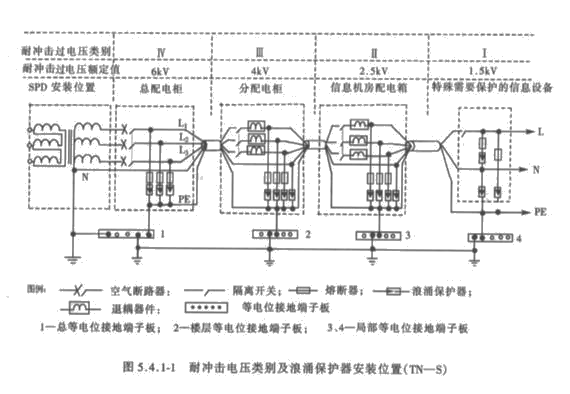 耐冲击过电压类别 Ⅳ Ⅲ Ⅱ Ⅰ
耐冲击过电压额定值 6kV 4kV 2.5kV 1.5kV
SPD 安装位置 总配电柜 分配电柜 信息机房配电箱 特殊需要保护的信息设备
L1
L2
L3
N
PE
L
N
PE
1
2
3
4
图例: 空气断路器; 隔离开关; 熔断器; 浪涌保护器;
退耦器件; 等电位接地端子板
1—总等电位接地端子板; 2—楼层等电位接地端子板; 3、4—局部等电位接地端子板
图 5.4.1-1 耐冲击电压类别及浪涌保护器安装位置(TN—S)